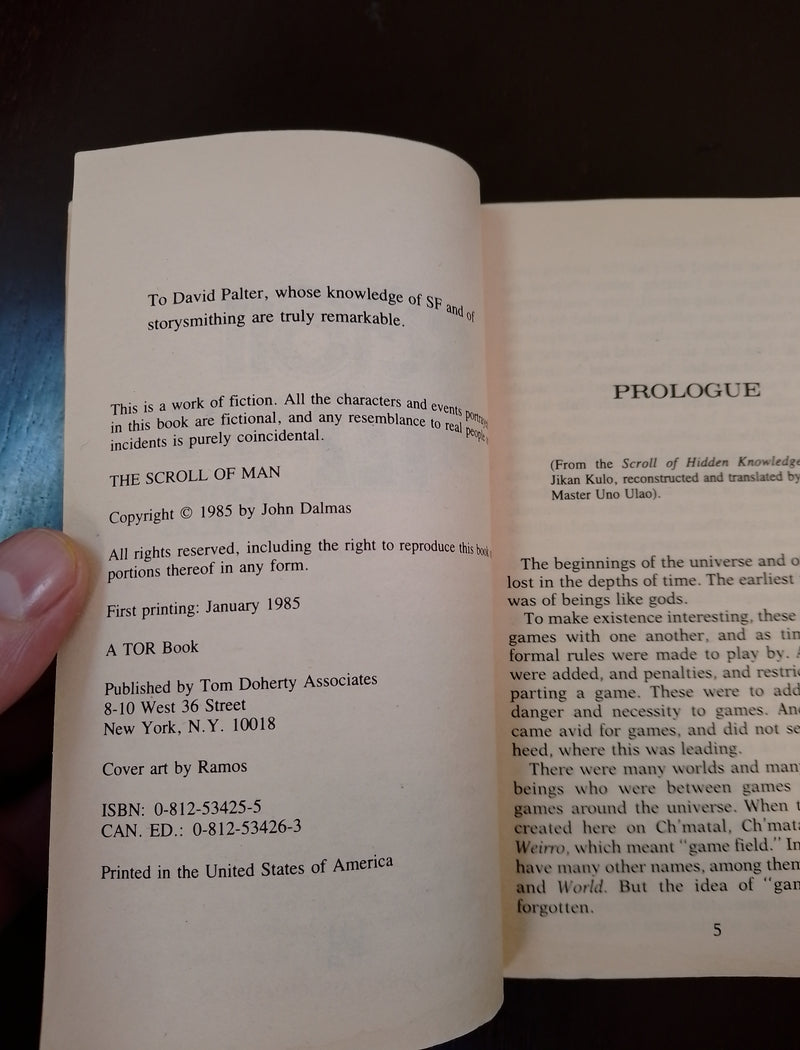 To David Palter, whose knowledge of SF and of
storysmithing are truly remarkable.
This is a work of fiction. All the characters and events
in this book are fictional, and any resemblance to real people
incidents is purely coincidental.
THE SCROLL OF MAN
Copyright © 1985 by John Dalmas
All rights reserved, including the right to reproduce this book
portions thereof in any form.
First printing: January 1985
A TOR Book
Published by Tom Doherty Associates
8-10 West 36 Street
New York, N.Y. 10018
Cover art by Ramos
ISBN: 0-812-53425-5
CAN. ED.: 0-812-53426-3
Printed in the United States of America
PROLOGUE
(From the Scroll of Hidden Knowledge
Jikan Kulo, reconstructed and translated by
Master Uno Ulao).
The beginnings of the universe and
lost in the depths of time. The earliest
was of beings like gods.
To make existence interesting, these
games with one another, and as
formal rules were made to play by.
were added, and penalties, and
parting a game. These were to add
danger and necessity to games.
came avid for games, and did not
heed, where this was leading.
There were many worlds and
beings who were between games
games around the universe. When
created here on Ch'matal,
Weirro, which meant "game field." In
have many other names, among
and World. But the idea of
forgotten.
5